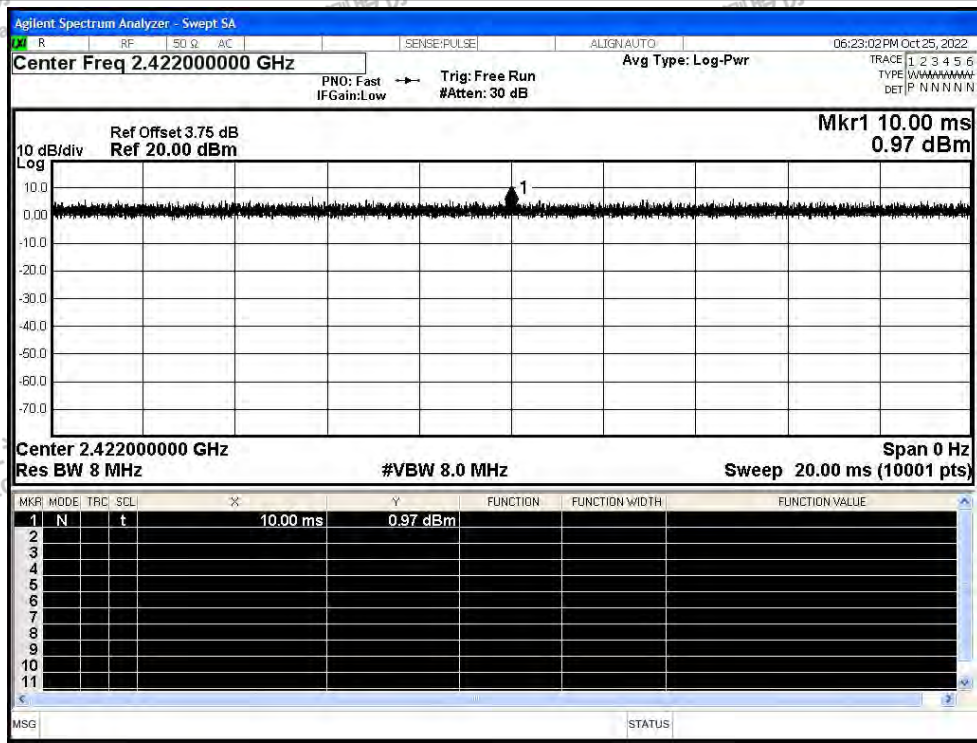 Agilent Spectrum Analyzer - Swept SA
LXI R RF 50 Ω AC SENSE:PULSE ALIGNAUTO 06:23:02 PM Oct 25, 2022
Center Freq 2.422000000 GHz
Avg Type: Log-Pwr
TRACE 1 2 3 4 5 6
TYPE WWWWWW
DET P N N N N N
PNO: Fast
IFGain:Low
Trig: Free Run
#Atten: 30 dB
Mkr1 10.00 ms
0.97 dBm
Ref Offset 3.75 dB
10 dB/div Ref 20.00 dBm
Log
10.0
0.00
-10.0
-20.0
-30.0
-40.0
-50.0
-60.0
-70.0
1
Center 2.422000000 GHz Span 0 Hz
Res BW 8 MHz #VBW 8.0 MHz Sweep 20.00 ms (10001 pts)
MKR MODE TRC SCL X Y FUNCTION FUNCTION WIDTH FUNCTION VALUE
1 N t 10.00 ms 0.97 dBm
2
3
4
5
6
7
8
9
10
11
MSG STATUS